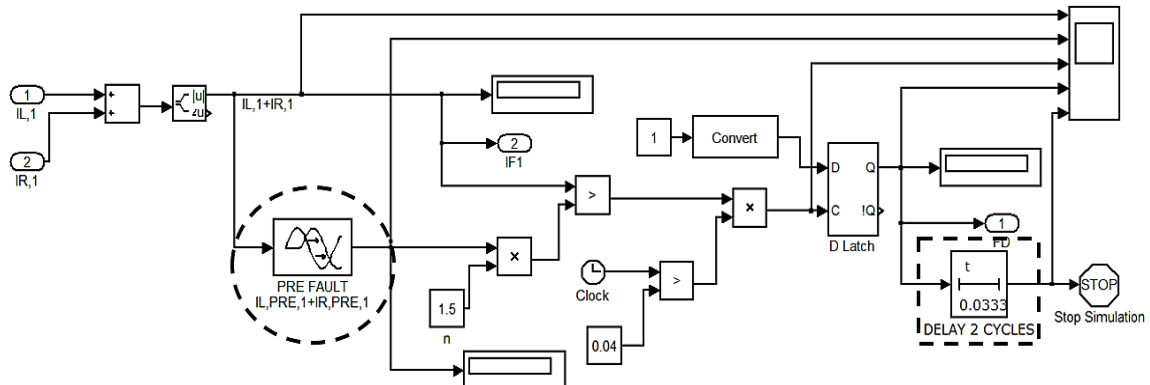 1
IL,1
2
IR,1
+
+
|u|
∠u
IL,1+IR,1
2
IF1
PRE FAULT
IL,PRE,1+IR,PRE,1
1.5
n
×
>
1
Convert
×
Clock
0.04
>
D
Q
C
!Q
D Latch
1
FD
t
0.0333
DELAY 2 CYCLES
STOP
Stop Simulation